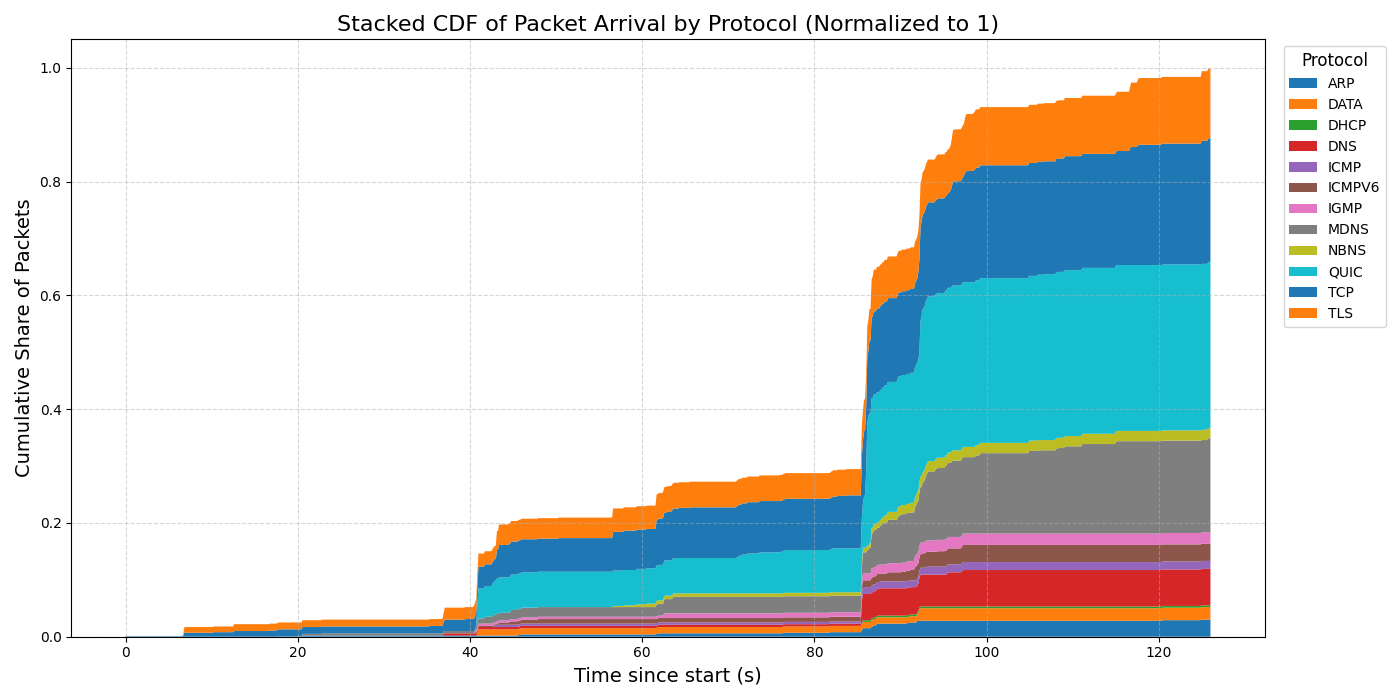 Stacked CDF of Packet Arrival by Protocol (Normalized to 1)
Cumulative Share of Packets
1.0
0.8
0.6
0.4
0.2
0.0
0
20
40
60
80
100
120
Time since start (s)
Protocol
ARP
DATA
DHCP
DNS
ICMP
ICMPV6
IGMP
MDNS
NBNS
QUIC
TCP
TLS